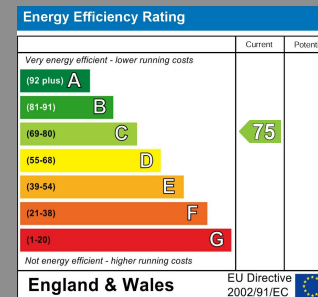 Energy Efficiency Rating
Current Potent
Very energy efficient - lower running costs
(92 plus) A
(81-91) B
(69-80) C 75
(55-68) D
(39-54) E
(21-38) F
(1-20) G
Not energy efficient - higher running costs
England & Wales
EU Directive
2002/91/EC